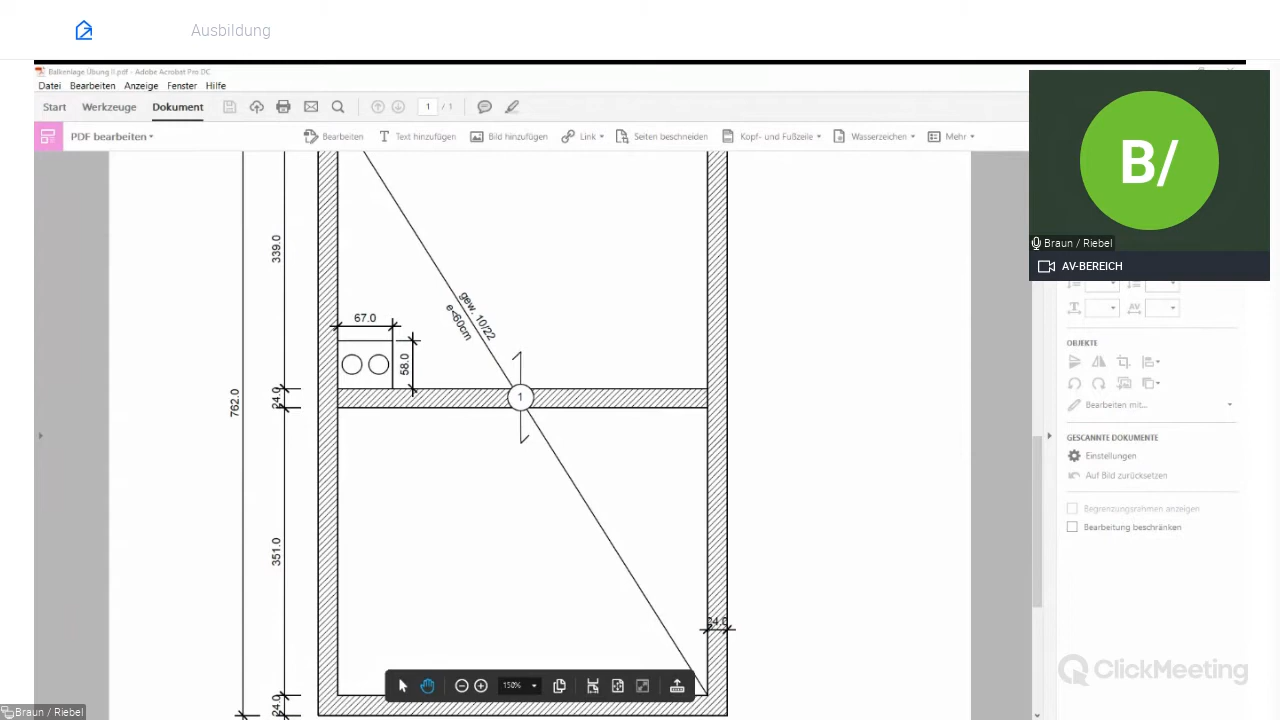 Ausbildung
Balkenlage Übung II.pdf - Adobe Acrobat Pro DC
Datei Bearbeiten Anzeige Fenster Hilfe
Start Werkzeuge Dokument 1 / 1
PDF bearbeiten Bearbeiten Text hinzufügen Bild hinzufügen Link Seiten beschneiden Kopf- und Fußzeile Wasserzeichen Mehr
B/
Braun / Riebel
AV-BEREICH
339.0
gew. 10/22
e<60cm
67.0
58.0
24.0
762.0
1
351.0
24.0
24.0
150%
T
AV
OBJEKTE
Bearbeiten mit...
GESCANNTE DOKUMENTE
Einstellungen
Auf Bild zurücksetzen
Begrenzungsrahmen anzeigen
Bearbeitung beschränken
ClickMeeting
Braun / Riebel